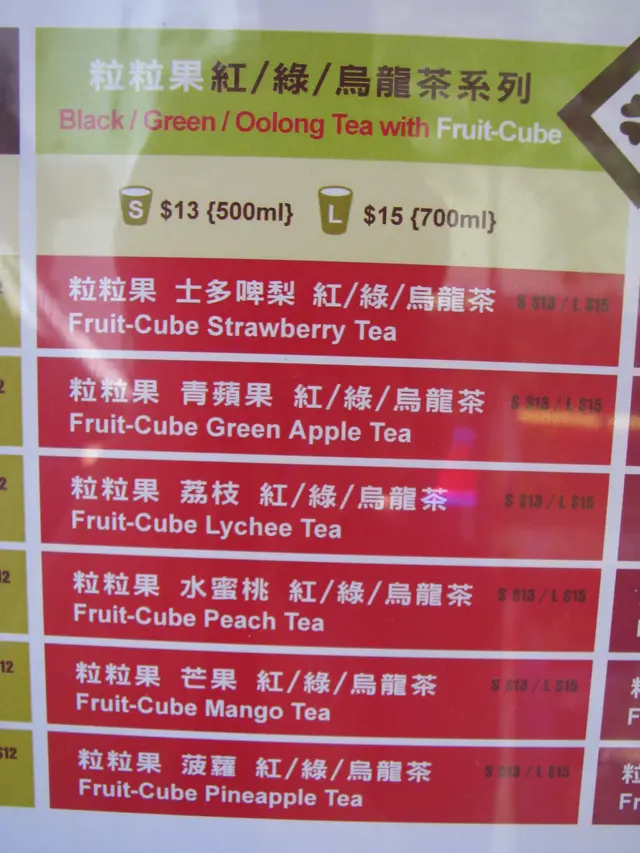 粒粒果紅/綠/烏龍茶系列
Black / Green / Oolong Tea with Fruit-Cube
S $13 {500ml} L $15 {700ml}
粒粒果 士多啤梨 紅/綠/烏龍茶 S $13 / L $15
Fruit-Cube Strawberry Tea
粒粒果 青蘋果 紅/綠/烏龍茶 S $13 / L $15
Fruit-Cube Green Apple Tea
粒粒果 荔枝 紅/綠/烏龍茶 S $13 / L $15
Fruit-Cube Lychee Tea
粒粒果 水蜜桃 紅/綠/烏龍茶 S $13 / L $15
Fruit-Cube Peach Tea
粒粒果 芒果 紅/綠/烏龍茶 S $13 / L $15
Fruit-Cube Mango Tea
粒粒果 菠蘿 紅/綠/烏龍茶 S $13 / L $15
Fruit-Cube Pineapple Tea